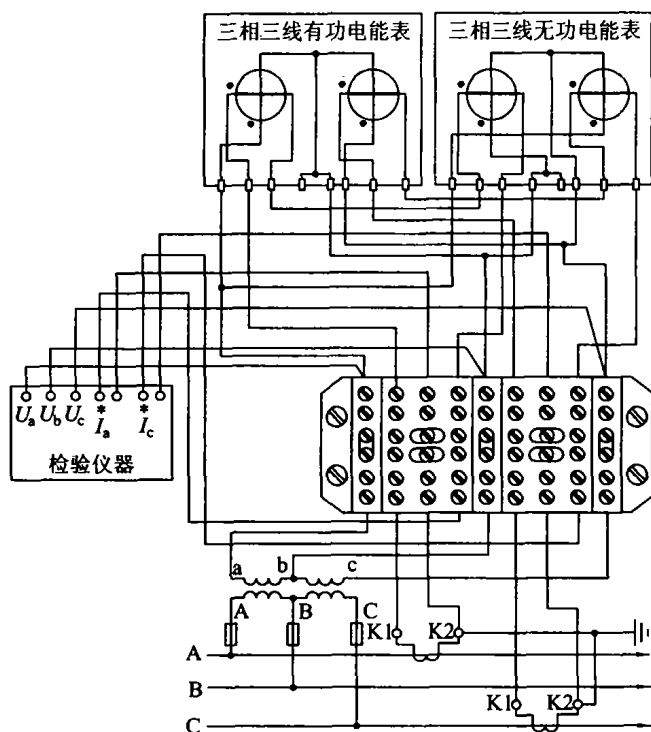 三相三线有功电能表
三相三线无功电能表
Ua Ub Uc * Ia * Ic
检验仪器
a b c
A B C
K1 K2
A
B
K1 K2
C